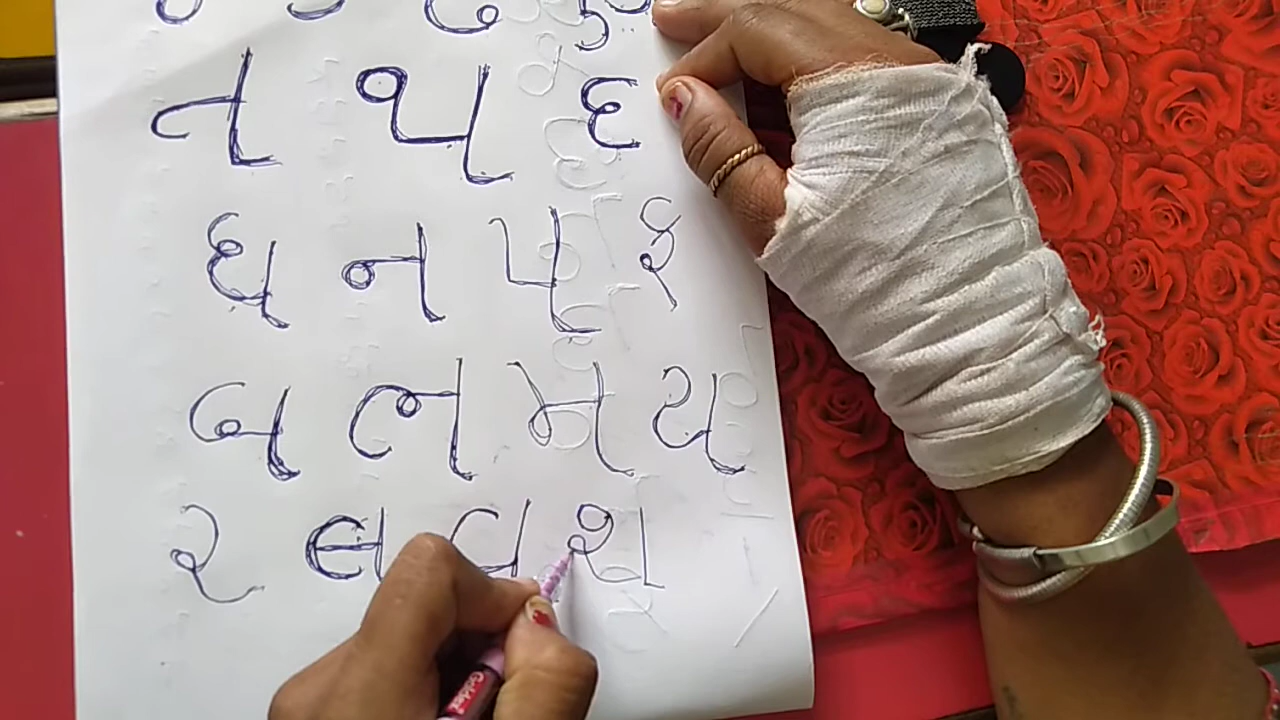 ત થ દ
ધ ન પ ફ
બ ભ મ ય
ર લ વ શ